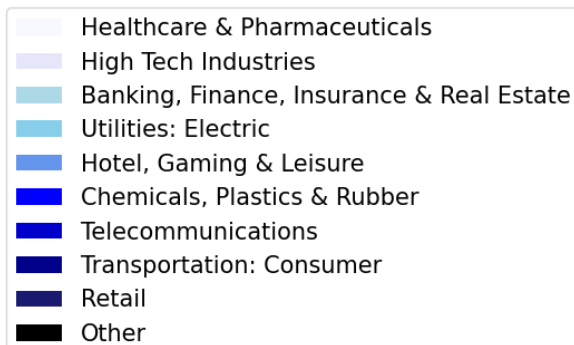 Healthcare & Pharmaceuticals
High Tech Industries
Banking, Finance, Insurance & Real Estate
Utilities: Electric
Hotel, Gaming & Leisure
Chemicals, Plastics & Rubber
Telecommunications
Transportation: Consumer
Retail
Other